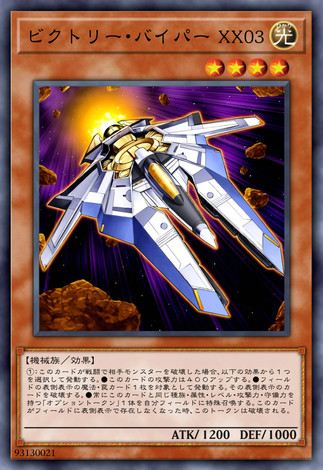 ビクトリー・バイパー XX03
光
【機械族／効果】
①：このカードが戦闘で相手モンスターを破壊した場合、以下の効果から１つ
を選択して発動する。●このカードの攻撃力は４００アップする。●フィール
ドの表側表示の魔法・罠カード１枚を対象として発動する。その表側表示のカ
ードを破壊する。●常にこのカードと同じ種族・属性・レベル・攻撃力・守備力を
持つ「オプショントークン」１体を自分フィールドに特殊召喚する。このカード
がフィールドに表側表示で存在しなくなった時、このトークンは破壊される。
ATK/ 1200 DEF/ 1000
93130021